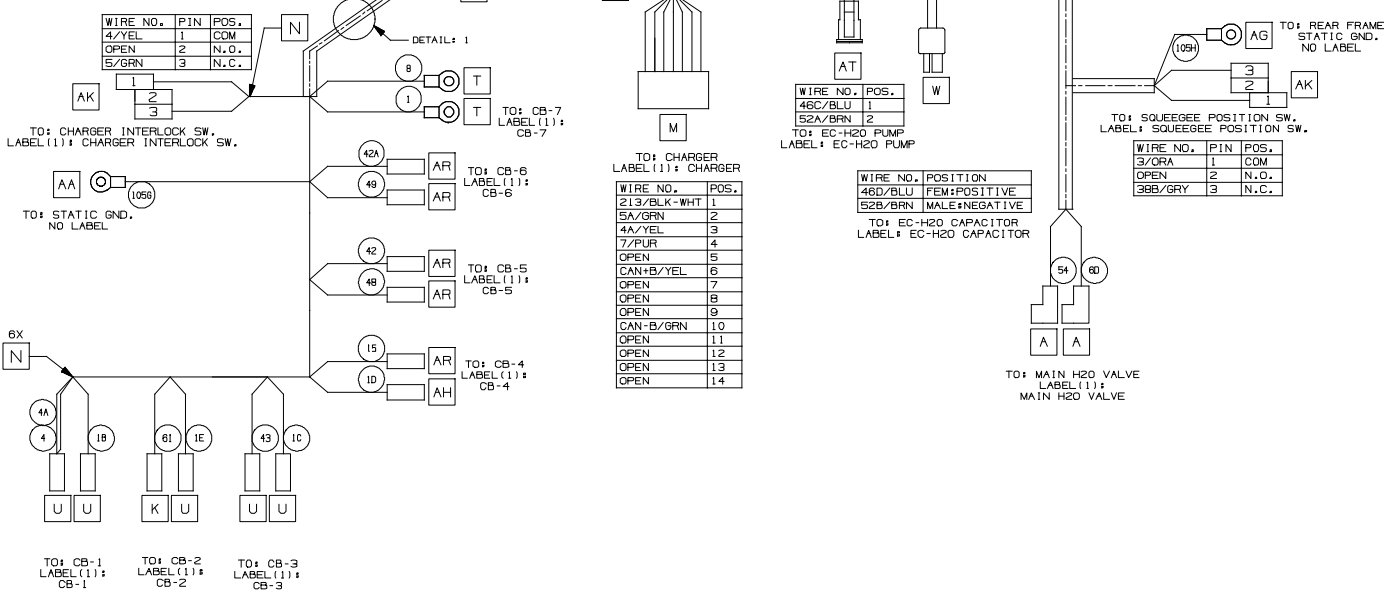 WIRE NO. PIN POS.
4/YEL 1 COM
OPEN 2 N.O.
5/GRN 3 N.C.
N
DETAIL: 1
AK
1
2
3
TO: CHARGER INTERLOCK SW.
LABEL(1): CHARGER INTERLOCK SW.
8
T
1
T
TO: CB-7
LABEL(1):
CB-7
AA
105G
TO: STATIC GND.
NO LABEL
42A
AR
49
AR
TO: CB-6
LABEL(1):
CB-6
42
AR
48
AR
TO: CB-5
LABEL(1):
CB-5
15
AR
1D
AH
TO: CB-4
LABEL(1):
CB-4
6X
N
4A
4
1B
61
1E
43
1C
U
U
K
U
U
U
TO: CB-1
LABEL(1):
CB-1
TO: CB-2
LABEL(1):
CB-2
TO: CB-3
LABEL(1):
CB-3
M
TO: CHARGER
LABEL(1): CHARGER
WIRE NO. POS.
213/BLK-WHT 1
5A/GRN 2
4A/YEL 3
7/PUR 4
OPEN 5
CAN+B/YEL 6
OPEN 7
OPEN 8
OPEN 9
CAN-B/GRN 10
OPEN 11
OPEN 12
OPEN 13
OPEN 14
AT
WIRE NO. POS.
46C/BLU 1
52A/BRN 2
TO: EC-H2O PUMP
LABEL: EC-H2O PUMP
W
WIRE NO. POSITION
46D/BLU FEM:POSITIVE
52B/BRN MALE:NEGATIVE
TO: EC-H2O CAPACITOR
LABEL: EC-H2O CAPACITOR
105H
AG
TO: REAR FRAME
STATIC GND.
NO LABEL
3
2
1
AK
TO: SQUEEGEE POSITION SW.
LABEL: SQUEEGEE POSITION SW.
WIRE NO. PIN POS.
3/ORA 1 COM
OPEN 2 N.O.
38B/GRY 3 N.C.
54
6D
A
A
TO: MAIN H2O VALVE
LABEL(1):
MAIN H2O VALVE